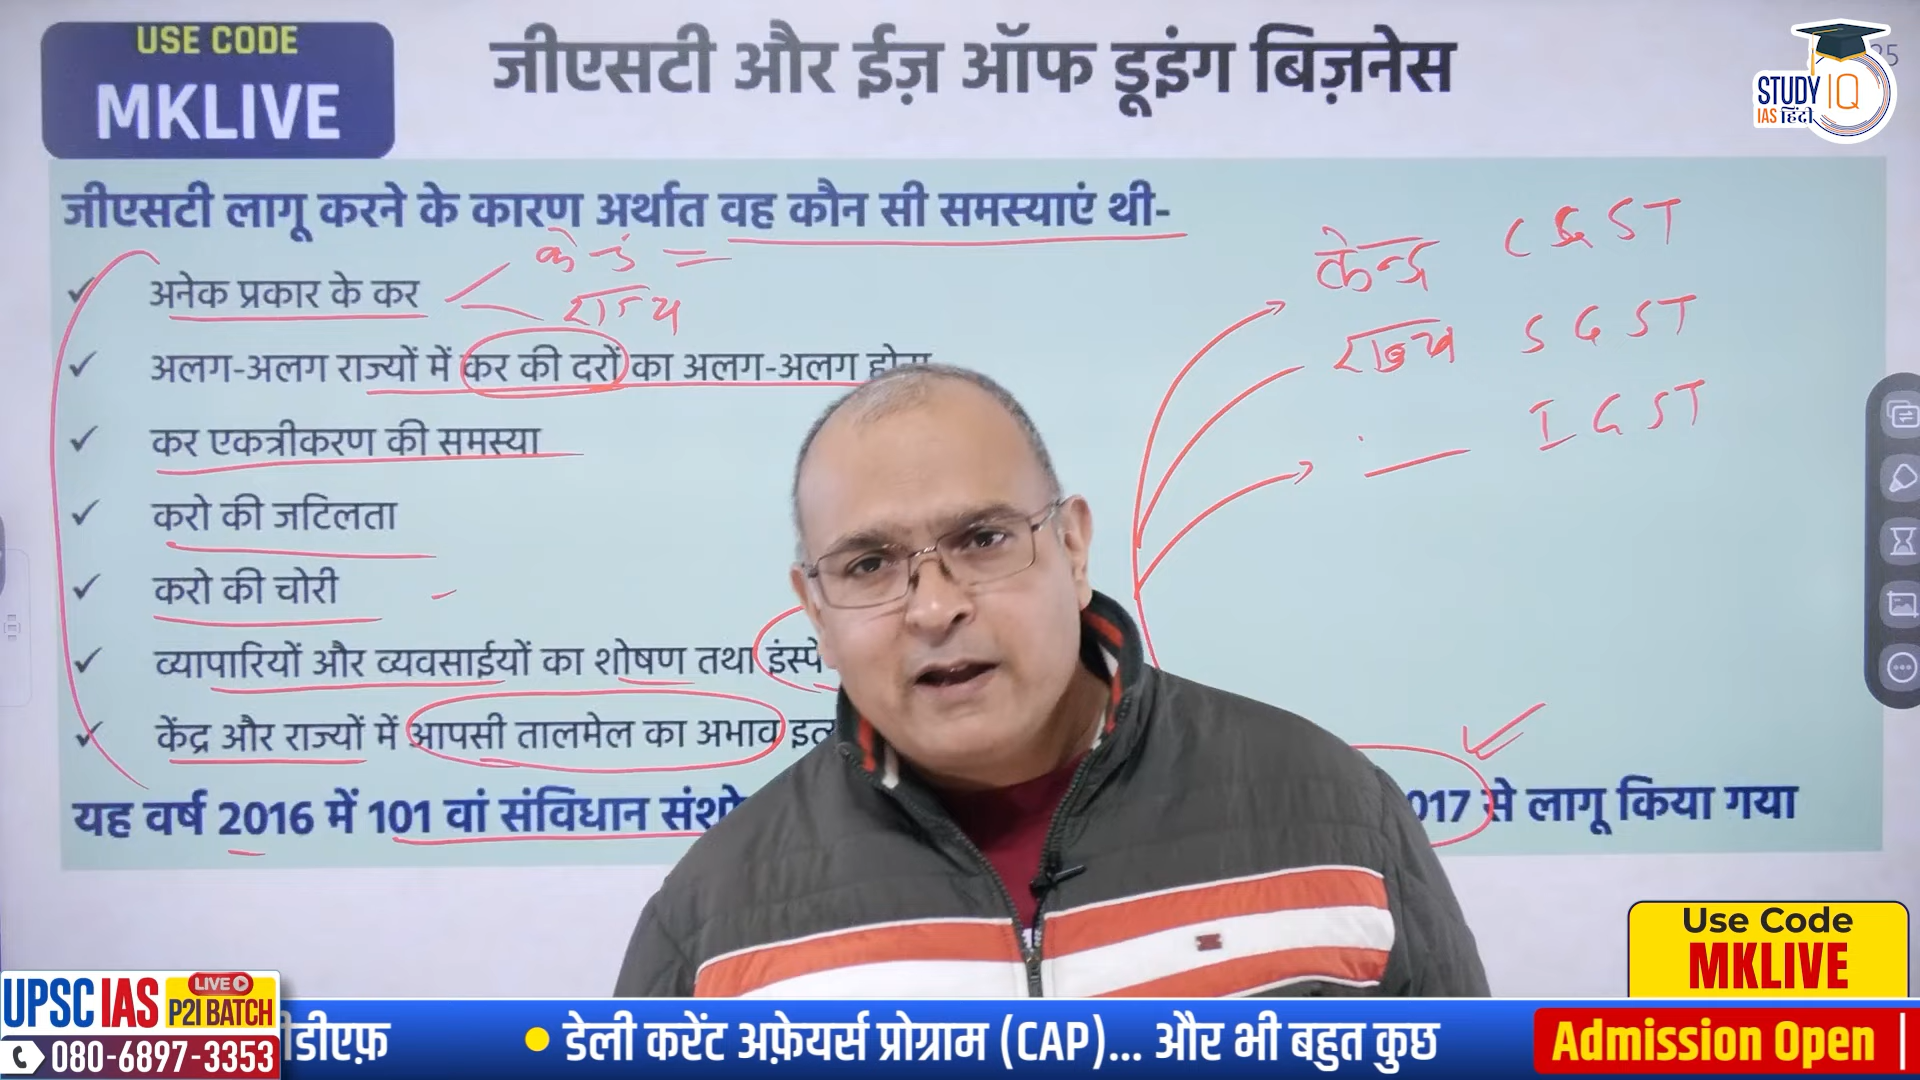 USE CODE
MKLIVE
जीएसटी और ईज़ ऑफ डूइंग बिज़नेस
25
STUDY IQ
IAS हिंदी
जीएसटी लागू करने के कारण अर्थात वह कौन सी समस्याएं थी-
✓ अनेक प्रकार के कर
राज्य
✓ अलग-अलग राज्यों में कर की दरों का अलग-अलग
✓ कर एकत्रीकरण की समस्या
✓ करो की जटिलता
✓ करो की चोरी
✓ व्यापारियों और व्यवसाईयों का शोषण तथा
✓ केंद्र और राज्यों में आपसी तालमेल का अभाव
केन्द्र CGST
राज्य SGST
IGST
यह वर्ष 2016 में 101 वां संविधान
017 से लागू किया गया
Use Code
MKLIVE
UPSC IAS LIVE P2I BATCH
080-6897-3353
डीएफ़ • डेली करेंट अफ़ेयर्स प्रोग्राम (CAP)... और भी बहुत कुछ
Admission Open